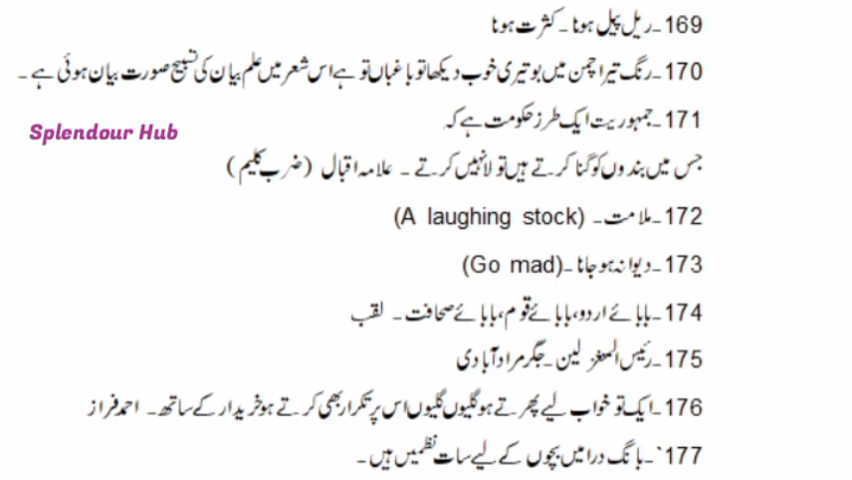 169۔ریل پیل ہونا ۔ کثرت ہونا
170۔رنگ تیرا چمن میں بو تیری خوب دیکھا تو باغباں تو ہے اس شعر میں علم بیان کی تسبیح صورت بیان ہوئی ہے ۔
171۔جمہوریت ایک طرز حکومت ہے کہ
Splendour Hub
جس میں بندوں کو گنا کرتے ہیں تو لا نہیں کرتے ۔ علامہ اقبال (ضرب کلیم)
172۔ملامت۔ (A laughing stock)
173۔دیوانہ ہو جانا۔(Go mad)
174۔بابائے اردو، بابائے قوم، بابائے صحافت ۔ لقب
175۔رئیس المتغزلین ۔جگر مراد آبادی
176۔ایک تو خواب لیے پھرتے ہو گلیوں گلیوں اس پر تکرار بھی کرتے ہو خریدار کے ساتھ۔ احمد فراز
177`۔بانگ درا میں بچوں کے لیے سات نظمیں ہیں ۔